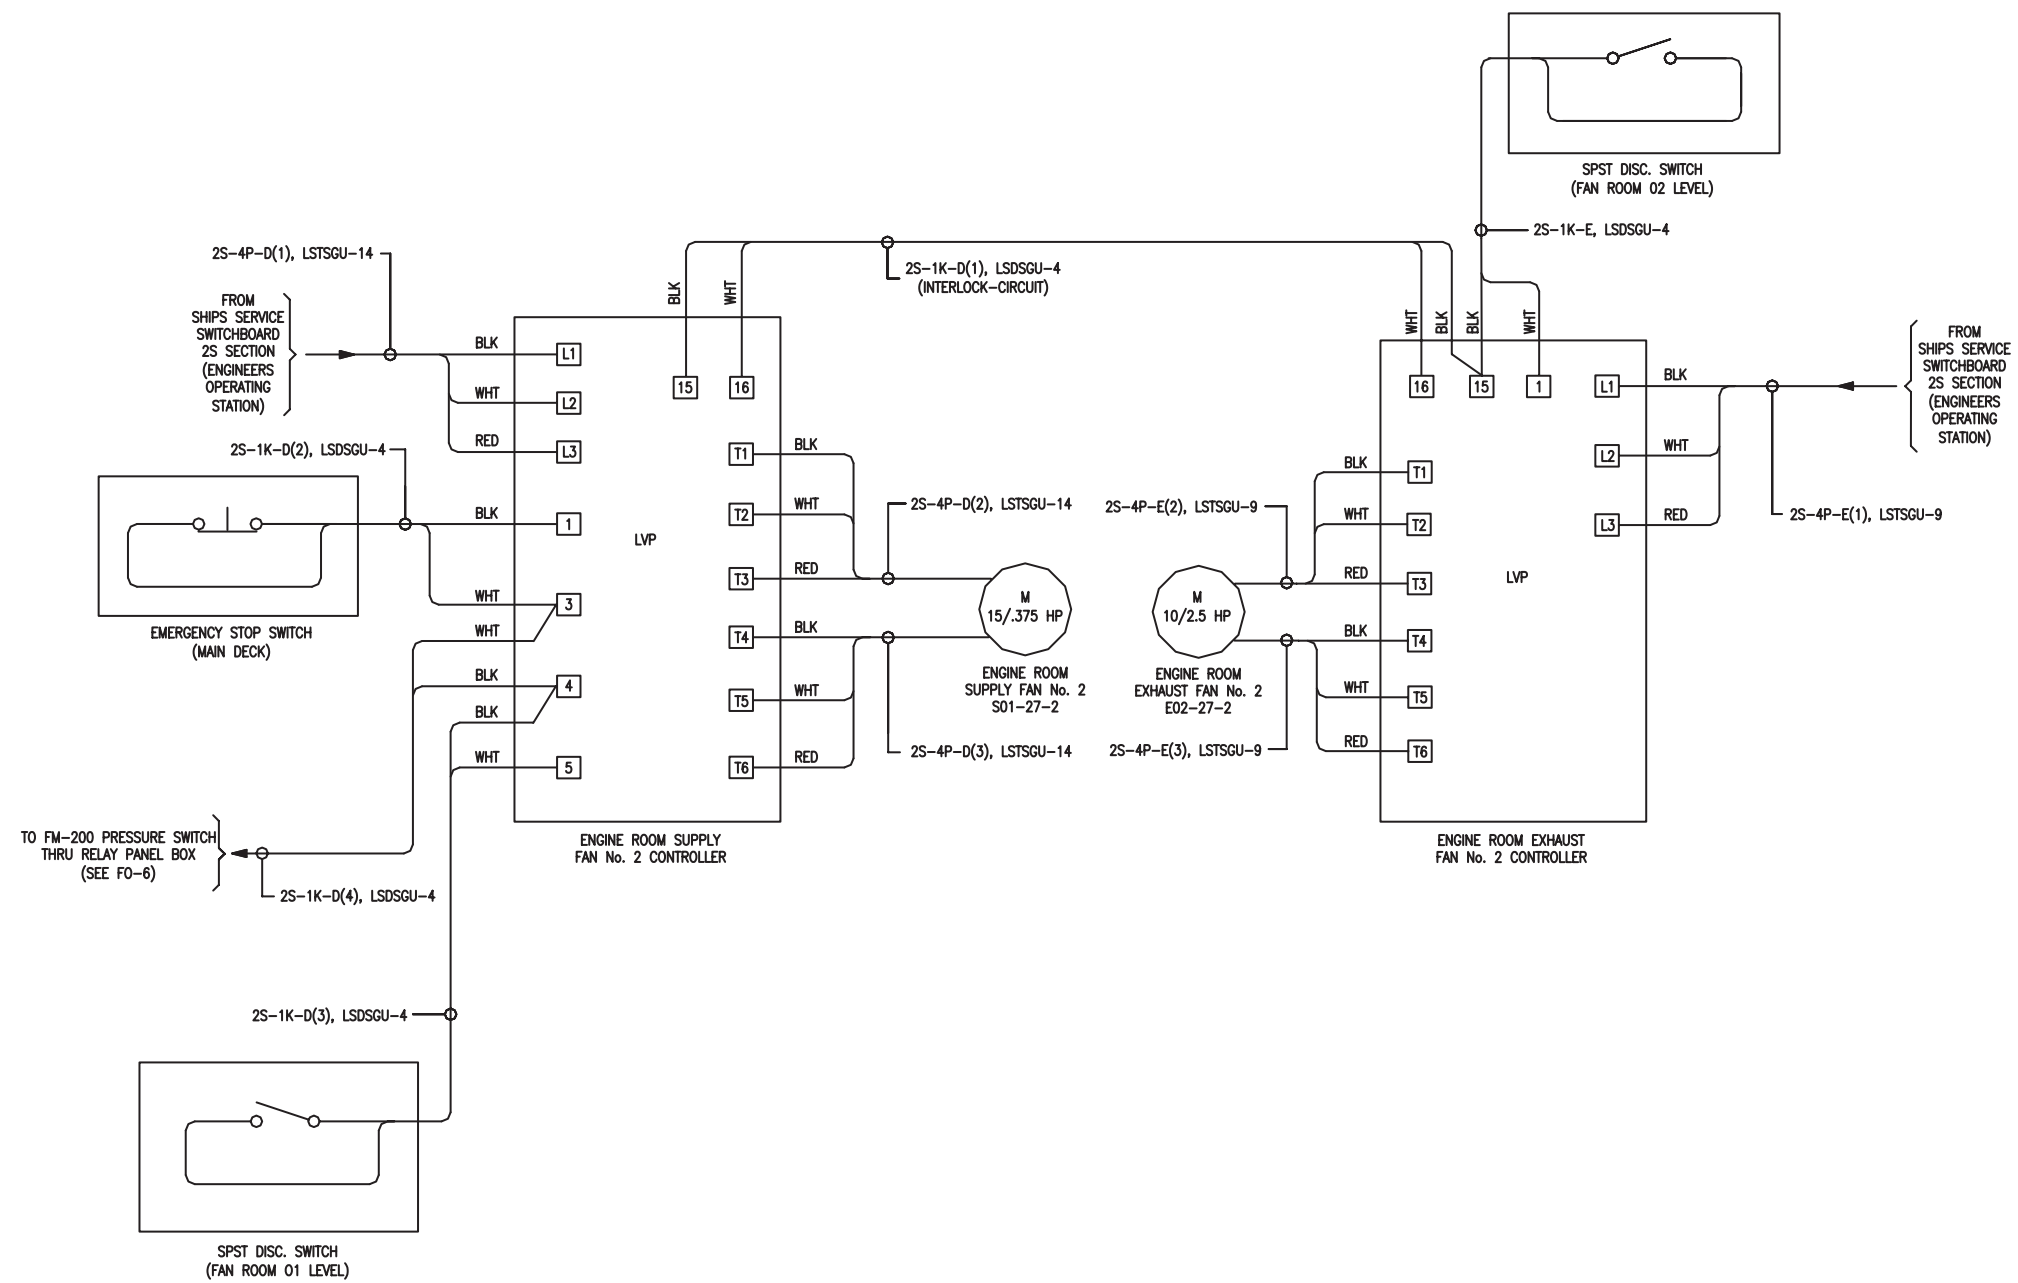 SPST DISC. SWITCH
(FAN ROOM 02 LEVEL)
2S-1K-E, LSDSGU-4
2S-4P-D(1), LSTSGU-14
2S-1K-D(1), LSDSGU-4
(INTERLOCK-CIRCUIT)
FROM
SHIPS SERVICE
SWITCHBOARD
2S SECTION
(ENGINEERS
OPERATING
STATION)
BLK
WHT
WHT
BLK
BLK
WHT
FROM
SHIPS SERVICE
SWITCHBOARD
2S SECTION
(ENGINEERS
OPERATING
STATION)
BLK
L1
WHT
L2
RED
L3
15
16
16
15
1
L1
BLK
L2
WHT
L3
RED
2S-4P-E(1), LSTSGU-9
2S-1K-D(2), LSDSGU-4
BLK
1
WHT
3
WHT
BLK
4
BLK
WHT
5
EMERGENCY STOP SWITCH
(MAIN DECK)
LVP
T1
BLK
T2
WHT
T3
RED
T4
BLK
T5
WHT
T6
RED
2S-4P-D(2), LSTSGU-14
2S-4P-E(2), LSTSGU-9
M
15/.375 HP
M
10/2.5 HP
ENGINE ROOM
SUPPLY FAN No. 2
S01-27-2
ENGINE ROOM
EXHAUST FAN No. 2
E02-27-2
2S-4P-D(3), LSTSGU-14
2S-4P-E(3), LSTSGU-9
BLK
T1
WHT
T2
RED
T3
BLK
T4
WHT
T5
RED
T6
LVP
ENGINE ROOM SUPPLY
FAN No. 2 CONTROLLER
ENGINE ROOM EXHAUST
FAN No. 2 CONTROLLER
TO FM-200 PRESSURE SWITCH
THRU RELAY PANEL BOX
(SEE FO-6)
2S-1K-D(4), LSDSGU-4
2S-1K-D(3), LSDSGU-4
SPST DISC. SWITCH
(FAN ROOM 01 LEVEL)